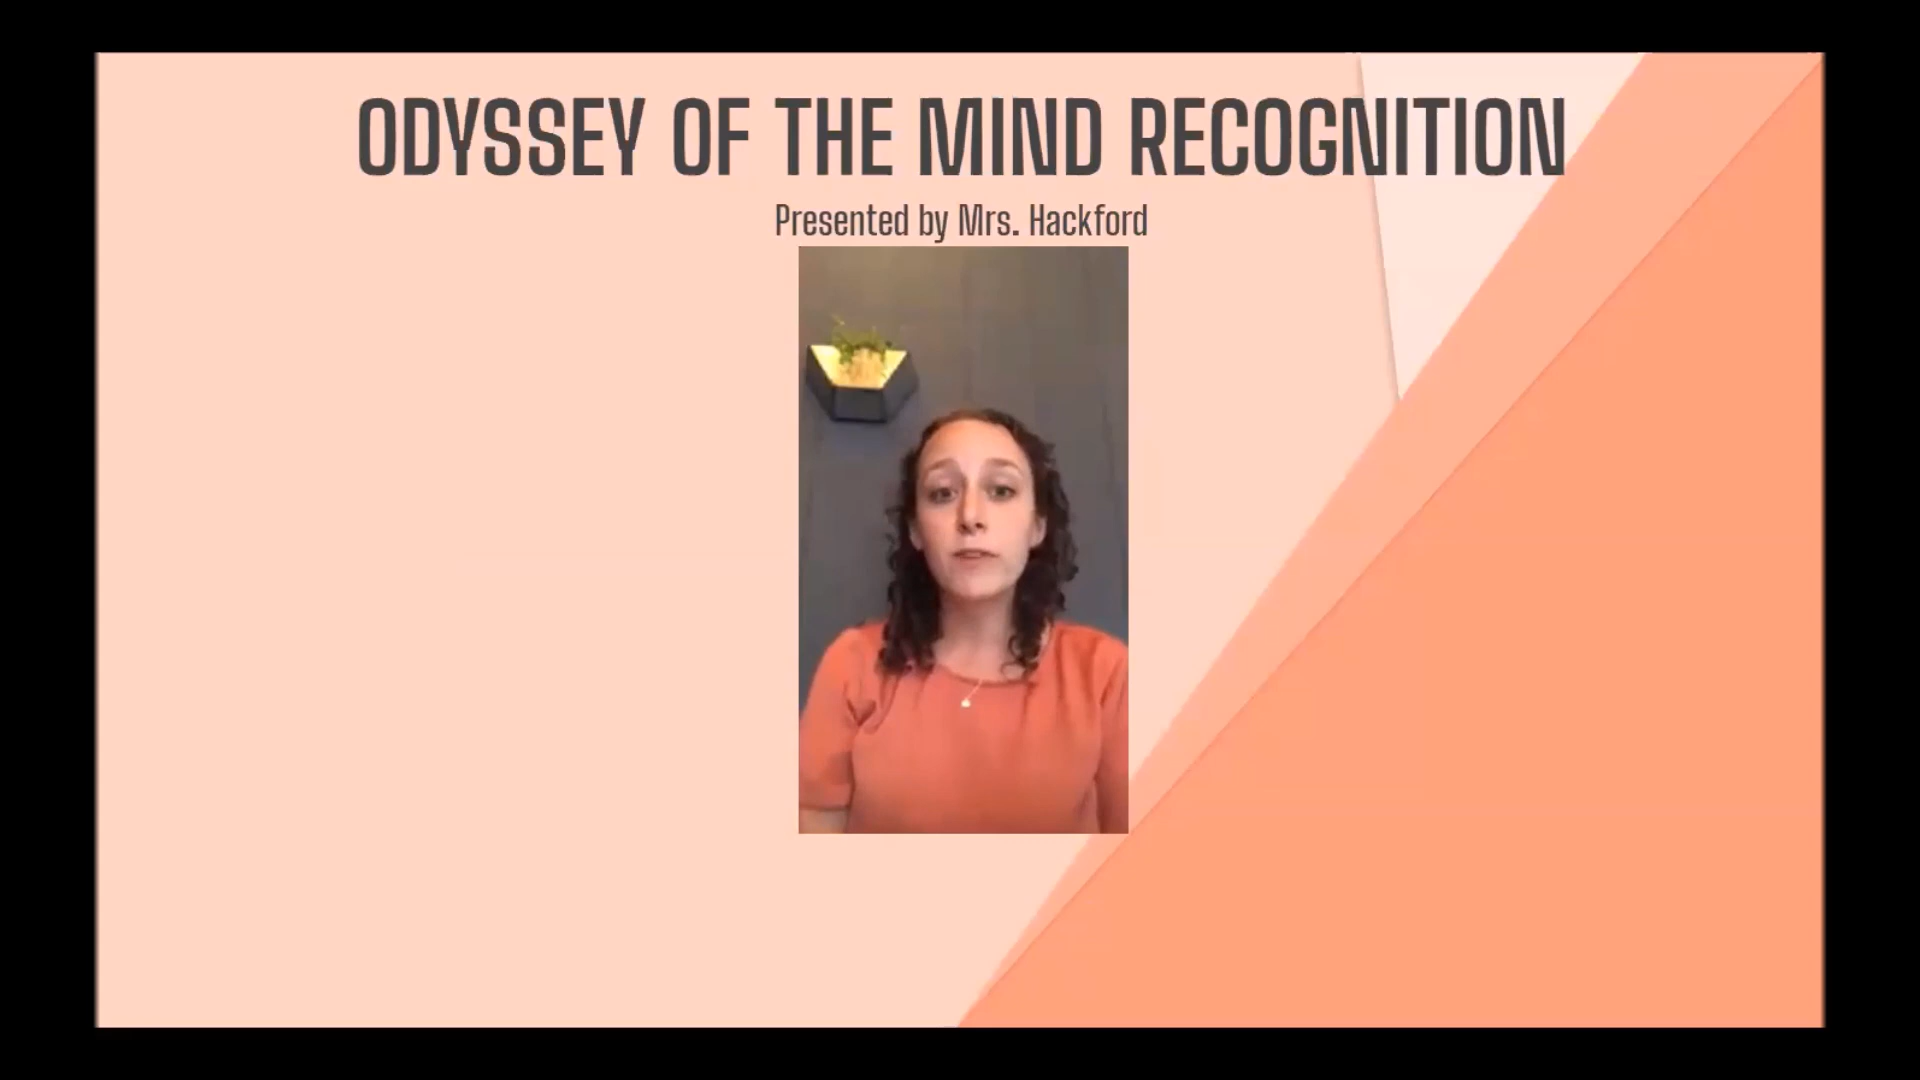 ODYSSEY OF THE MIND RECOGNITION
Presented by Mrs. Hackford